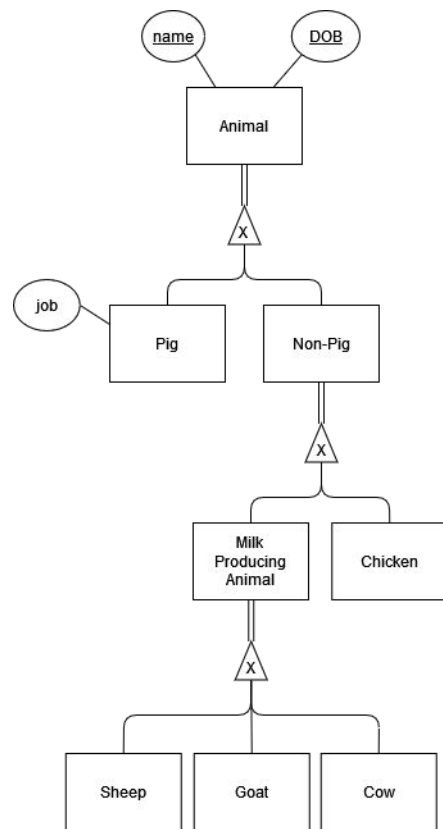 name
DOB
Animal
X
job
Pig
Non-Pig
X
Milk
Producing
Animal
Chicken
X
Sheep
Goat
Cow